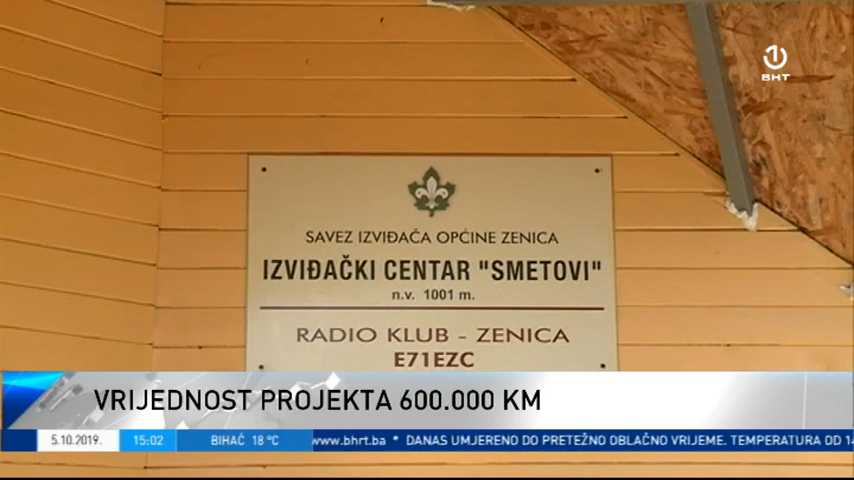 BHT
SAVEZ IZVIĐAČA OPĆINE ZENICA
IZVIĐAČKI CENTAR "SMETOVI"
n.v. 1001 m.
RADIO KLUB - ZENICA
E71EZC
VRIJEDNOST PROJEKTA 600.000 KM
5.10.2019. 15:02 BIHAĆ 18 °C www.bhrt.ba * DANAS UMJERENO DO PRETEŽNO OBLAČNO VRIJEME. TEMPERATURA OD 14